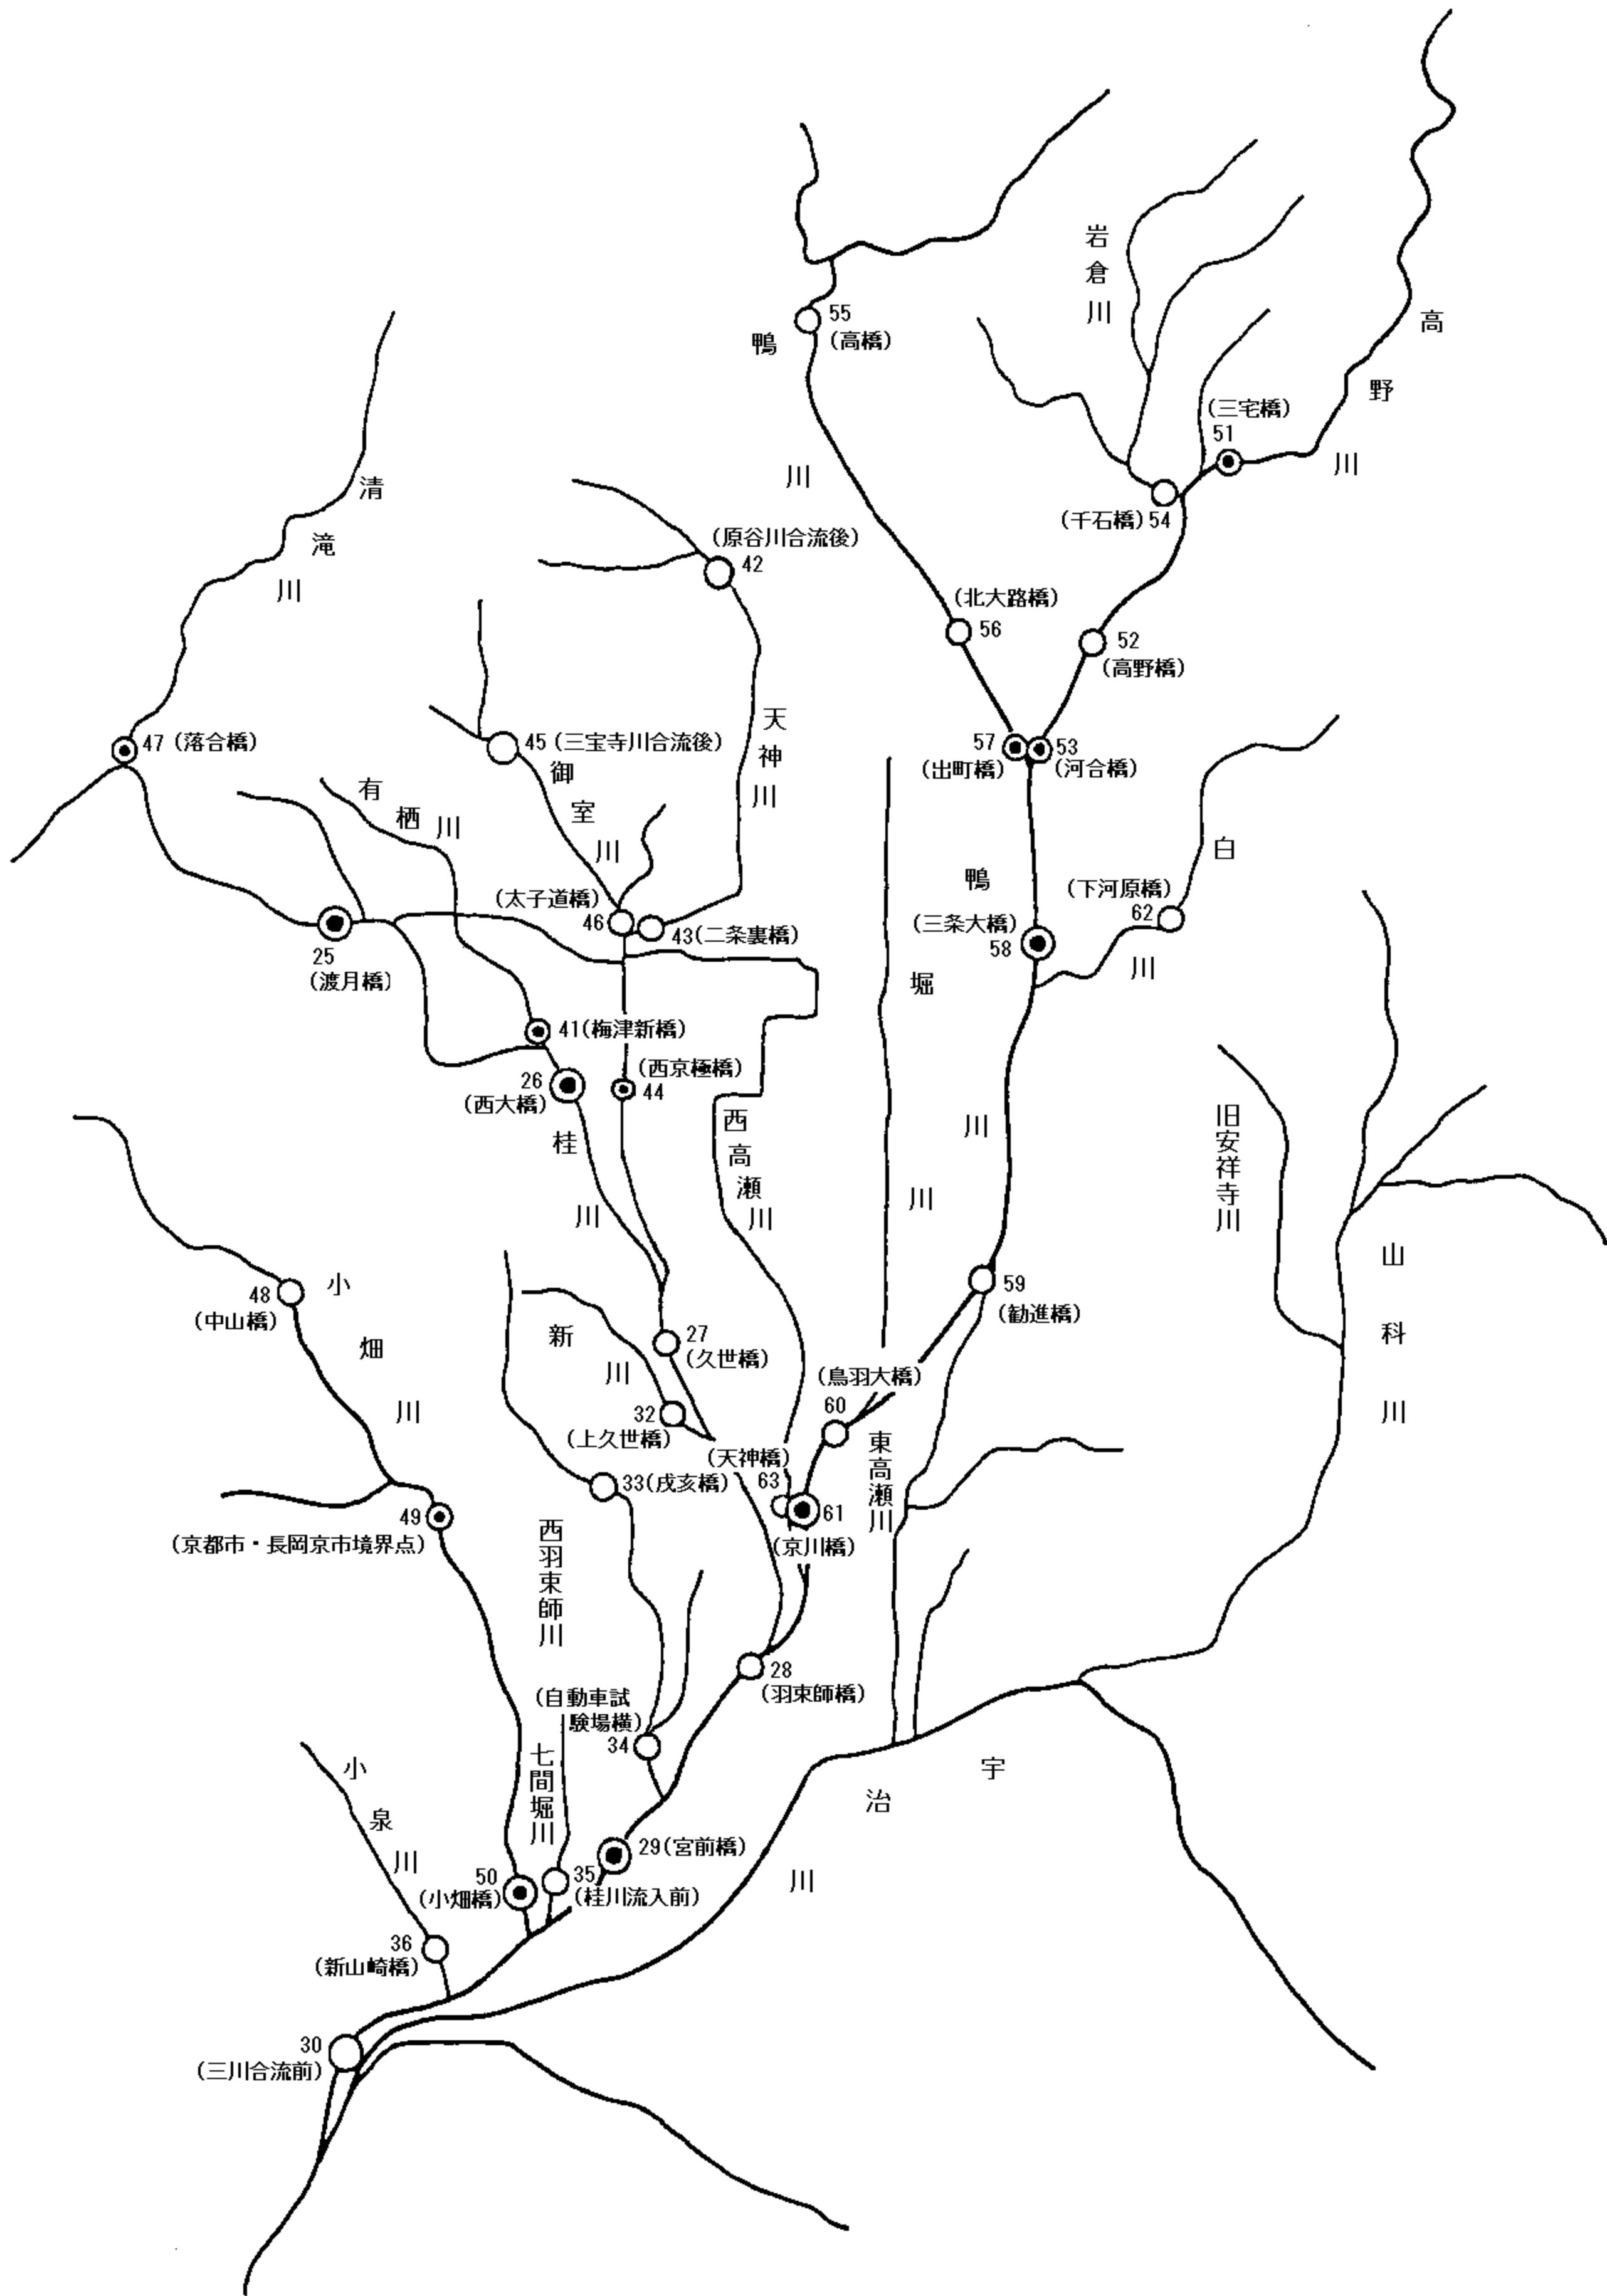 岩倉川
高野川
55
(高橋)
鴨川
(三宅橋)
51
(千石橋) 54
清滝川
(原谷川合流後)
42
(北大路橋)
56
52
(高野橋)
天神川
47 (落合橋)
45 (三宝寺川合流後)
御室川
57
(出町橋)
53
(河合橋)
有栖川
白川
鴨川
(下河原橋)
62
(太子道橋)
46
43(二条裏橋)
(三条大橋)
58
25
(渡月橋)
堀川
41(梅津新橋)
(西京極橋)
44
26
(西大橋)
桂川
西高瀬川
旧安祥寺川
山科川
48
(中山橋)
小畑川
59
(勧進橋)
新川
27
(久世橋)
(鳥羽大橋)
60
32
(上久世橋)
東高瀬川
(天神橋)
63
33(戌亥橋)
61
(京川橋)
49
(京都市・長岡京市境界点)
西羽束師川
28
(羽束師橋)
(自動車試
験場横)
34
七間堀川
小泉川
宇治川
29(宮前橋)
50
(小畑橋)
35
(桂川流入前)
36
(新山崎橋)
30
(三川合流前)